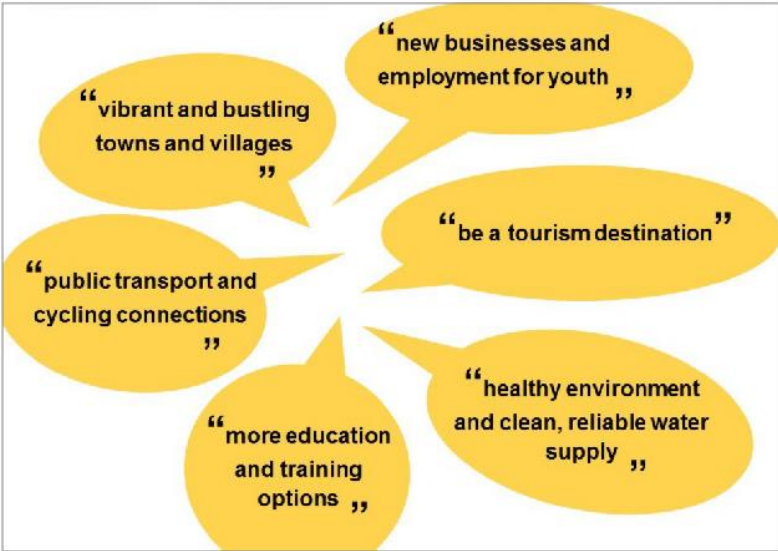 “new businesses and
employment for youth ”
“vibrant and bustling
towns and villages
”
“be a tourism destination”
“public transport and
cycling connections
”
“healthy environment
and clean, reliable water
supply ”
“more education
and training
options ”